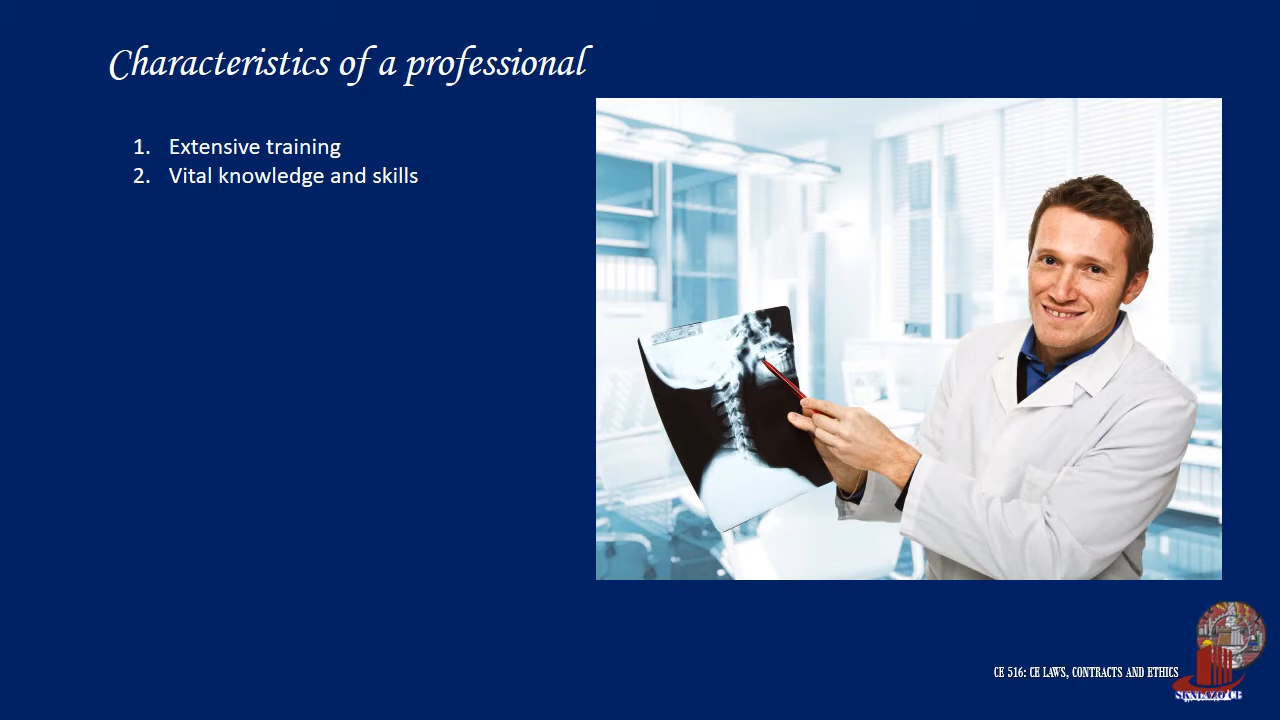 Characteristics of a professional
1. Extensive training
2. Vital knowledge and skills
CE 516: CE LAWS, CONTRACTS AND ETHICS